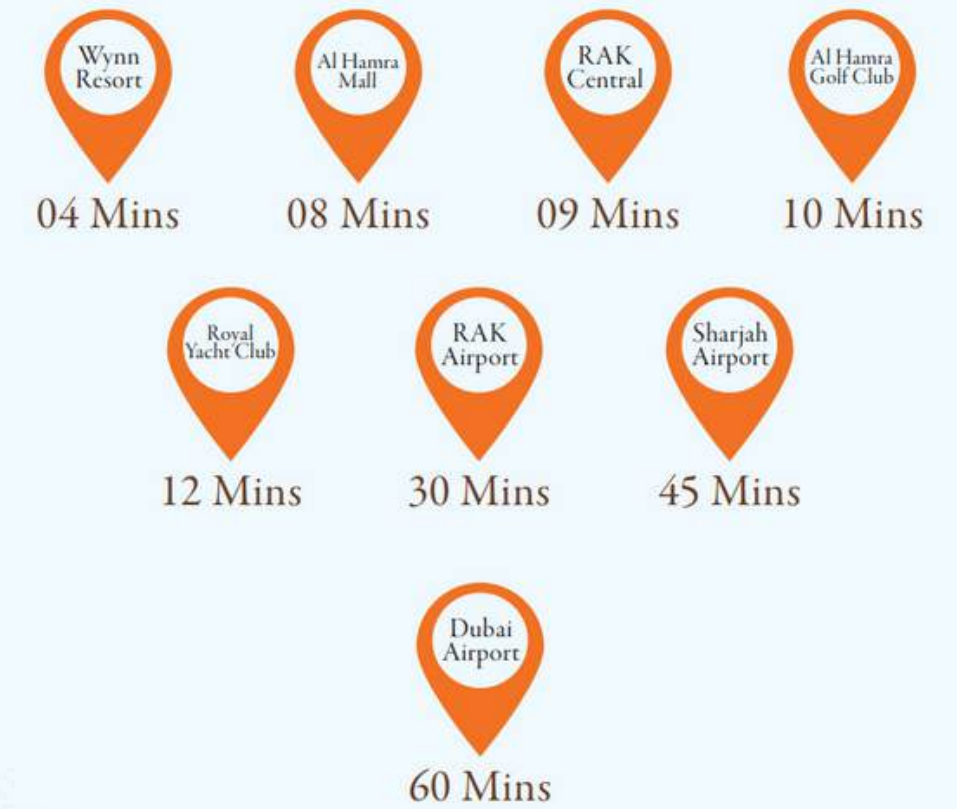 Wynn
Resort
Al Hamra
Mall
RAK
Central
Al Hamra
Golf Club
04 Mins
08 Mins
09 Mins
10 Mins
Royal
Yacht Club
RAK
Airport
Sharjah
Airport
12 Mins
30 Mins
45 Mins
Dubai
Airport
60 Mins